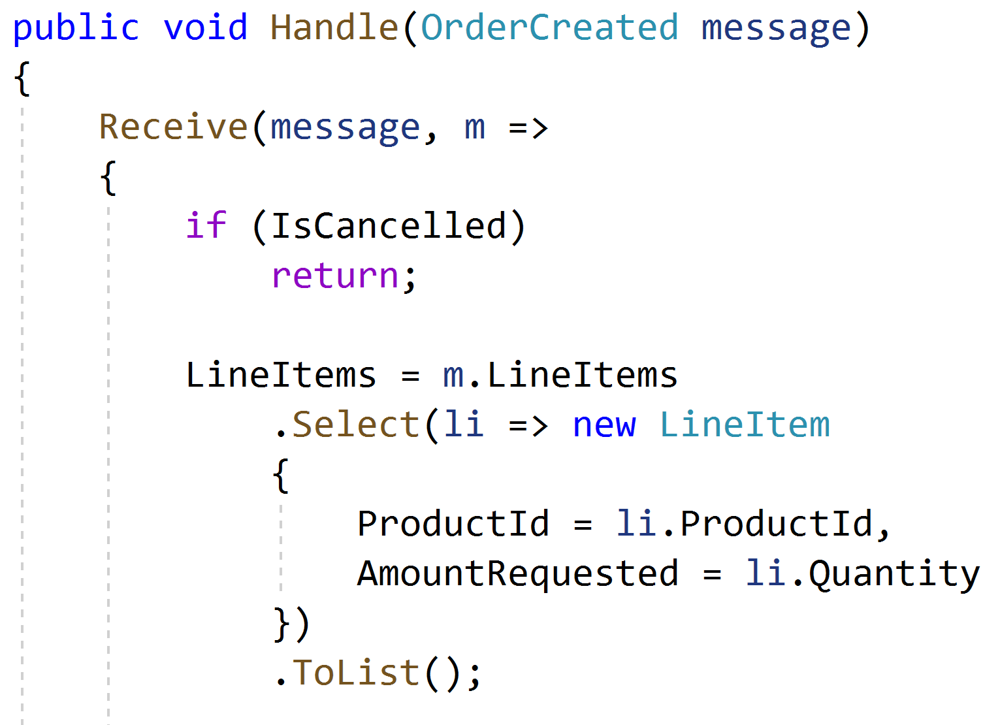 public void Handle(OrderCreated message)
{
    Receive(message, m =>
    {
        if (IsCancelled)
            return;

        LineItems = m.LineItems
            .Select(li => new LineItem
            {
                ProductId = li.ProductId,
                AmountRequested = li.Quantity
            })
            .ToList();